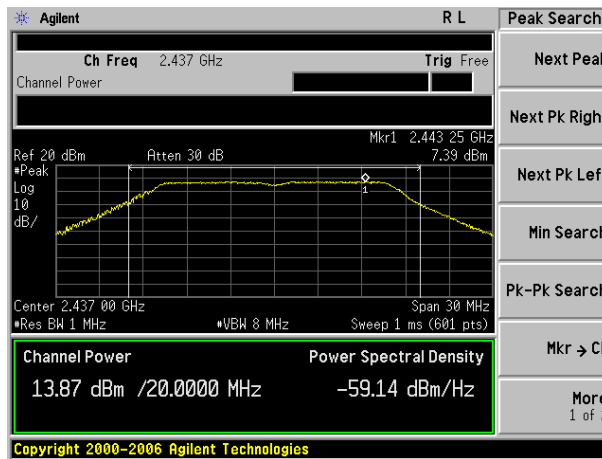 Agilent R L Peak Search
Ch Freq 2.437 GHz Trig Free
Channel Power
Next Peak
Next Pk Righ
Mkr1 2.443 25 GHz
Ref 20 dBm Atten 30 dB 7.39 dBm
#Peak
Log
10
dB/
1
Next Pk Lef
Min Search
Pk-Pk Search
Center 2.437 00 GHz Span 30 MHz
#Res BW 1 MHz #VBW 8 MHz Sweep 1 ms (601 pts)
Channel Power Power Spectral Density
13.87 dBm /20.0000 MHz -59.14 dBm/Hz
Mkr → C
More
1 of
Copyright 2000-2006 Agilent Technologies